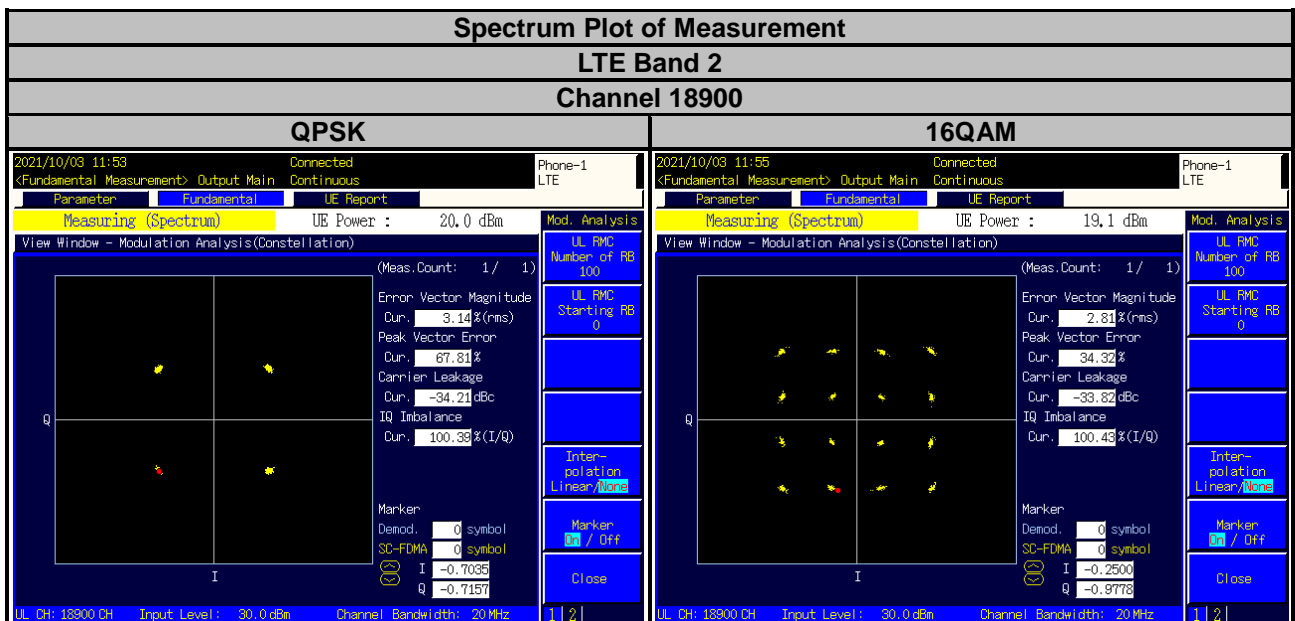 Spectrum Plot of Measurement
LTE Band 2
Channel 18900
QPSK
2021/10/03 11:53 Connected Phone-1
<Fundamental Measurement> Output Main Continuous LTE
Parameter Fundamental UE Report
Measuring (Spectrum) UE Power : 20.0 dBm Mod. Analysis
View Window - Modulation Analysis(Constellation)
(Meas.Count: 1/ 1)
Error Vector Magnitude
Cur. 3.14 %(rms)
Peak Vector Error
Cur. 67.81 %
Carrier Leakage
Cur. -34.21 dBc
IQ Imbalance
Cur. 100.39 %(I/Q)
Q
I
Marker
Demod. 0 symbol
SC-FDMA 0 symbol
I -0.7035
Q -0.7157
UL RMC
Number of RB
100
UL RMC
Starting RB
0
Inter-
polation
Linear/None
Marker
On / Off
Close
UL CH: 18900 CH Input Level: 30.0 dBm Channel Bandwidth: 20 MHz 1 2
16QAM
2021/10/03 11:55 Connected Phone-1
<Fundamental Measurement> Output Main Continuous LTE
Parameter Fundamental UE Report
Measuring (Spectrum) UE Power : 19.1 dBm Mod. Analysis
View Window - Modulation Analysis(Constellation)
(Meas.Count: 1/ 1)
Error Vector Magnitude
Cur. 2.81 %(rms)
Peak Vector Error
Cur. 34.32 %
Carrier Leakage
Cur. -33.82 dBc
IQ Imbalance
Cur. 100.43 %(I/Q)
Q
I
Marker
Demod. 0 symbol
SC-FDMA 0 symbol
I -0.2500
Q -0.9778
UL RMC
Number of RB
100
UL RMC
Starting RB
0
Inter-
polation
Linear/None
Marker
On / Off
Close
UL CH: 18900 CH Input Level: 30.0 dBm Channel Bandwidth: 20 MHz 1 2